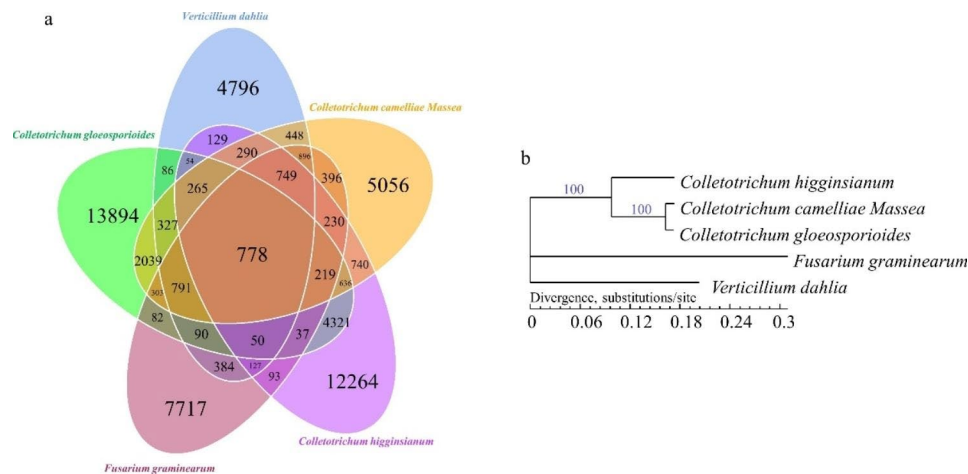 a
Verticillium dahlia
4796
Colletotrichum camelliae Massea
Colletotrichum gloeosporioides
129
448
290
696
86
54
396
5056
265
749
13894
230
327
778
740
2039
219
636
303
791
82
4321
90
50
37
384
127
93
12264
7717
Colletotrichum higginsianum
Fusarium graminearum
b
100
Colletotrichum higginsianum
100
Colletotrichum camelliae Massea
Colletotrichum gloeosporioides
Fusarium graminearum
Verticillium dahlia
Divergence, substitutions/site
0 0.06 0.12 0.18 0.24 0.3